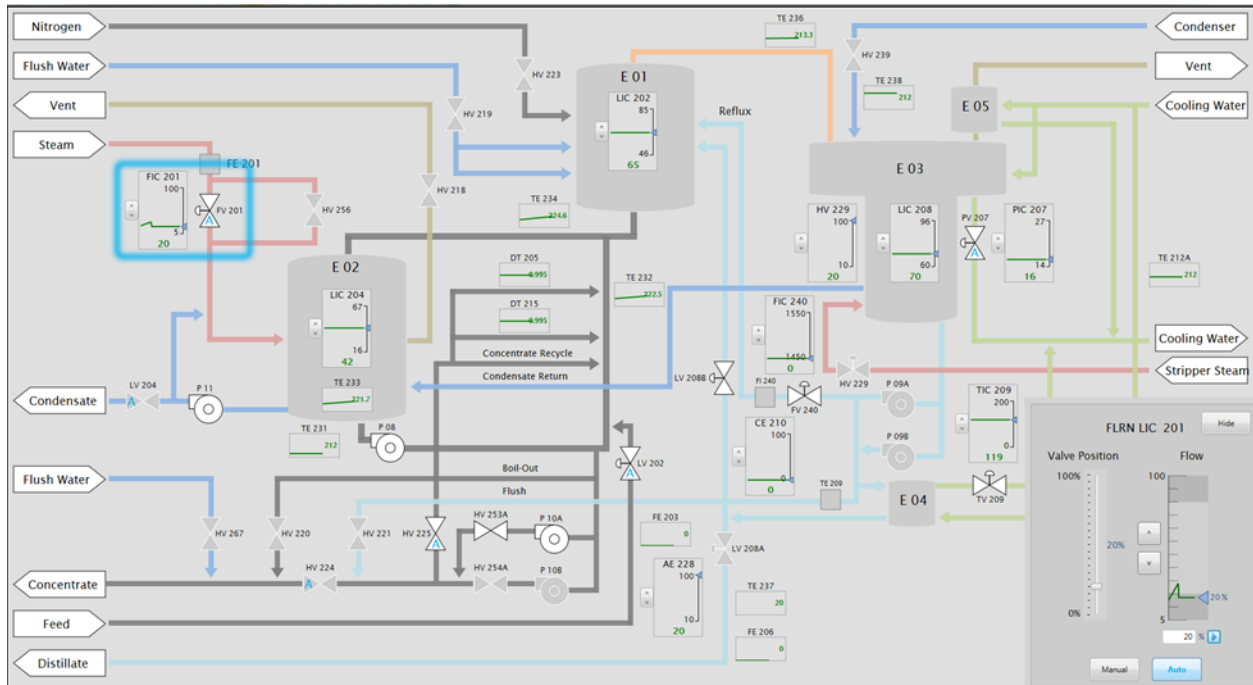 Nitrogen
Flush Water
Vent
Steam
FE 201
FIC 201
100
5
20
FV 201
HV 256
HV 218
HV 219
HV 223
E 01
LIC 202
85
46
65
TE 236
213.3
HV 239
TE 238
212
Reflux
Condenser
Vent
Cooling Water
E 05
E 03
HV 229
100
10
20
LIC 208
96
60
70
PV 207
PIC 207
27
14
16
TE 212A
212
TE 234
224.6
E 02
LIC 204
67
16
42
TE 233
221.7
DT 205
0.995
DT 215
0.995
TE 232
222.5
Concentrate Recycle
Condensate Return
FIC 240
1550
1450
0
LV 208B
FI 240
FV 240
HV 229
P 09A
P 09B
Cooling Water
Stripper Steam
TIC 209
200
0
119
Condensate
LV 204
P 11
TE 231
212
P 08
LV 202
CE 210
100
0
0
TE 209
E 04
TV 209
Boil-Out
Flush
Flush Water
HV 267
HV 220
HV 221
HV 225
HV 253A
P 10A
HV 224
HV 254A
P 10B
FE 203
0
LV 208A
AE 228
100
10
20
TE 237
20
FE 206
0
Concentrate
Feed
Distillate
FLRN LIC 201
Hide
Valve Position
Flow
100%
20%
0%
100
20%
5
20 %
Manual
Auto
A
A
A
A
A
A